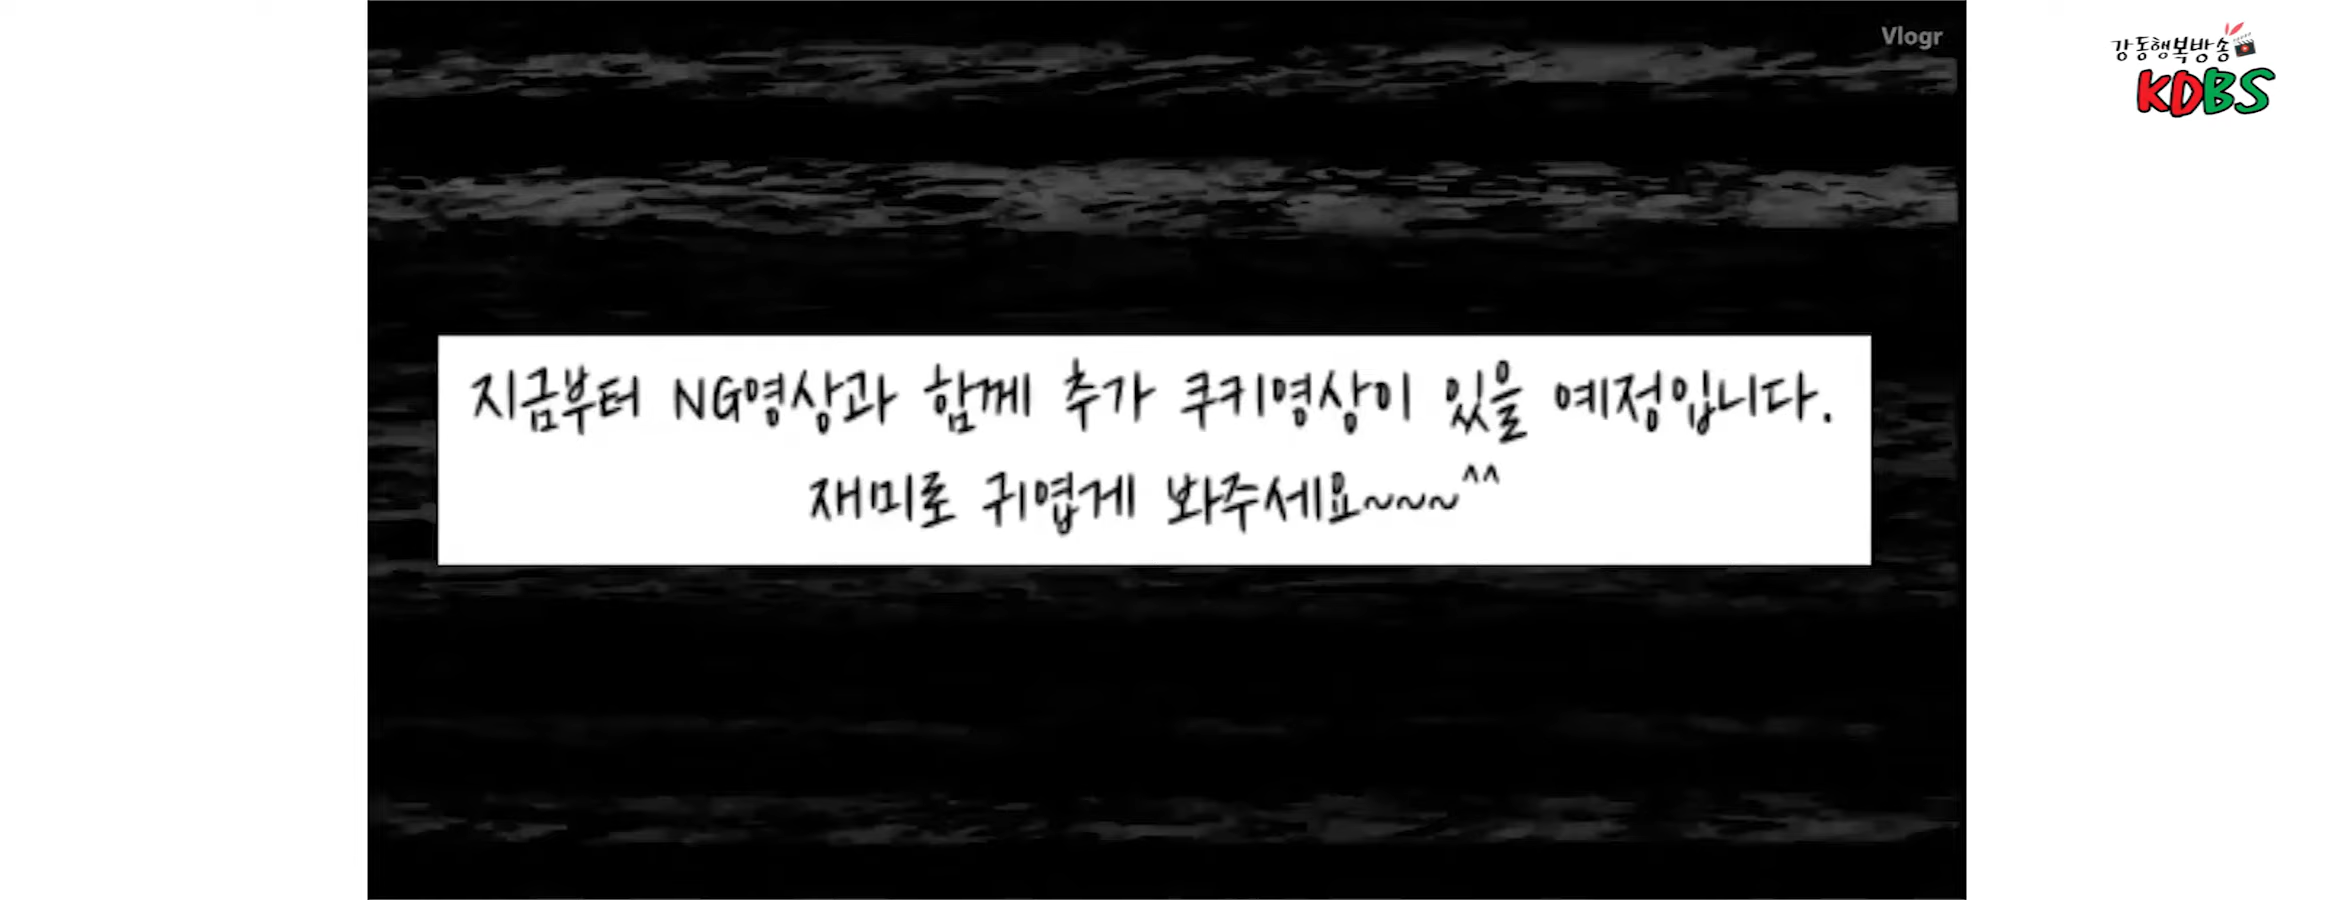 Vlogr
강동행복방송
KDBS
지금부터 NG영상과 함께 추가 쿠키영상이 있을 예정입니다.
재미로 귀엽게 봐주세요~~~^^